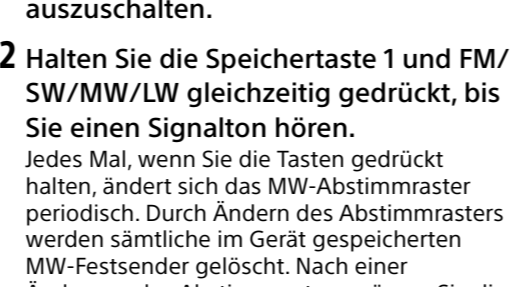 auszuschalten.
2 Halten Sie die Speichertaste 1 und FM/
SW/MW/LW gleichzeitig gedrückt, bis
Sie einen Signalton hören.
Jedes Mal, wenn Sie die Tasten gedrückt
halten, ändert sich das MW-Abstimmraster
periodisch. Durch Ändern des Abstimmrasters
werden sämtliche im Gerät gespeicherten
MW-Festsender gelöscht. Nach einer